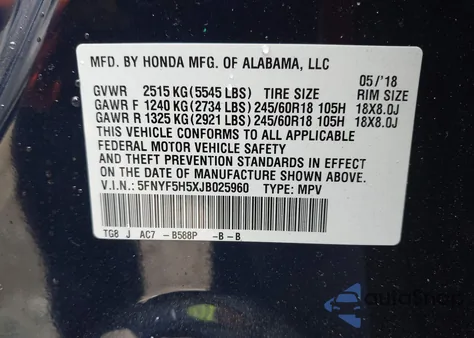 MFD. BY HONDA MFG. OF ALABAMA, LLC
05/'18
GVWR 2515 KG (5545 LBS) TIRE SIZE RIM SIZE
GAWR F 1240 KG (2734 LBS) 245/60R18 105H 18X8.0J
GAWR R 1325 KG (2921 LBS) 245/60R18 105H 18X8.0J
THIS VEHICLE CONFORMS TO ALL APPLICABLE
FEDERAL MOTOR VEHICLE SAFETY
AND THEFT PREVENTION STANDARDS IN EFFECT
ON THE DATE OF MANUFACTURE SHOWN ABOVE.
V.I.N.: 5FNYF5H5XJB025960 TYPE: MPV
TG8 J AC7 - B588P -B-B
autoSnap